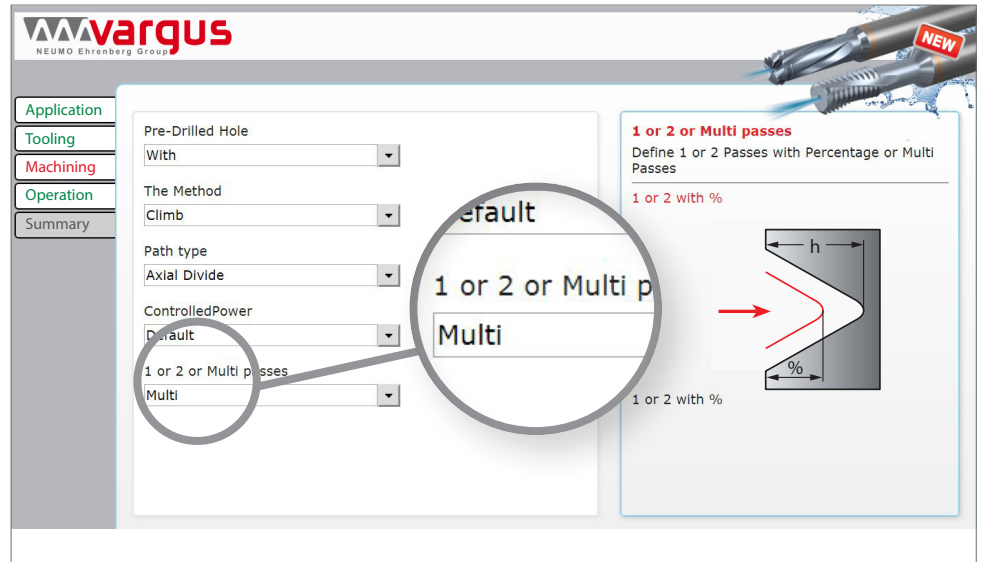 vargus
NEUMO Ehrenberg Group
NEW
Application
Tooling
Machining
Operation
Summary
Pre-Drilled Hole
With
The Method
Climb
Path type
Axial Divide
ControlledPower
Default
1 or 2 or Multi passes
Multi
efault
1 or 2 or Multi p
Multi
1 or 2 or Multi passes
Define 1 or 2 Passes with Percentage or Multi
Passes
1 or 2 with %
h
%
1 or 2 with %